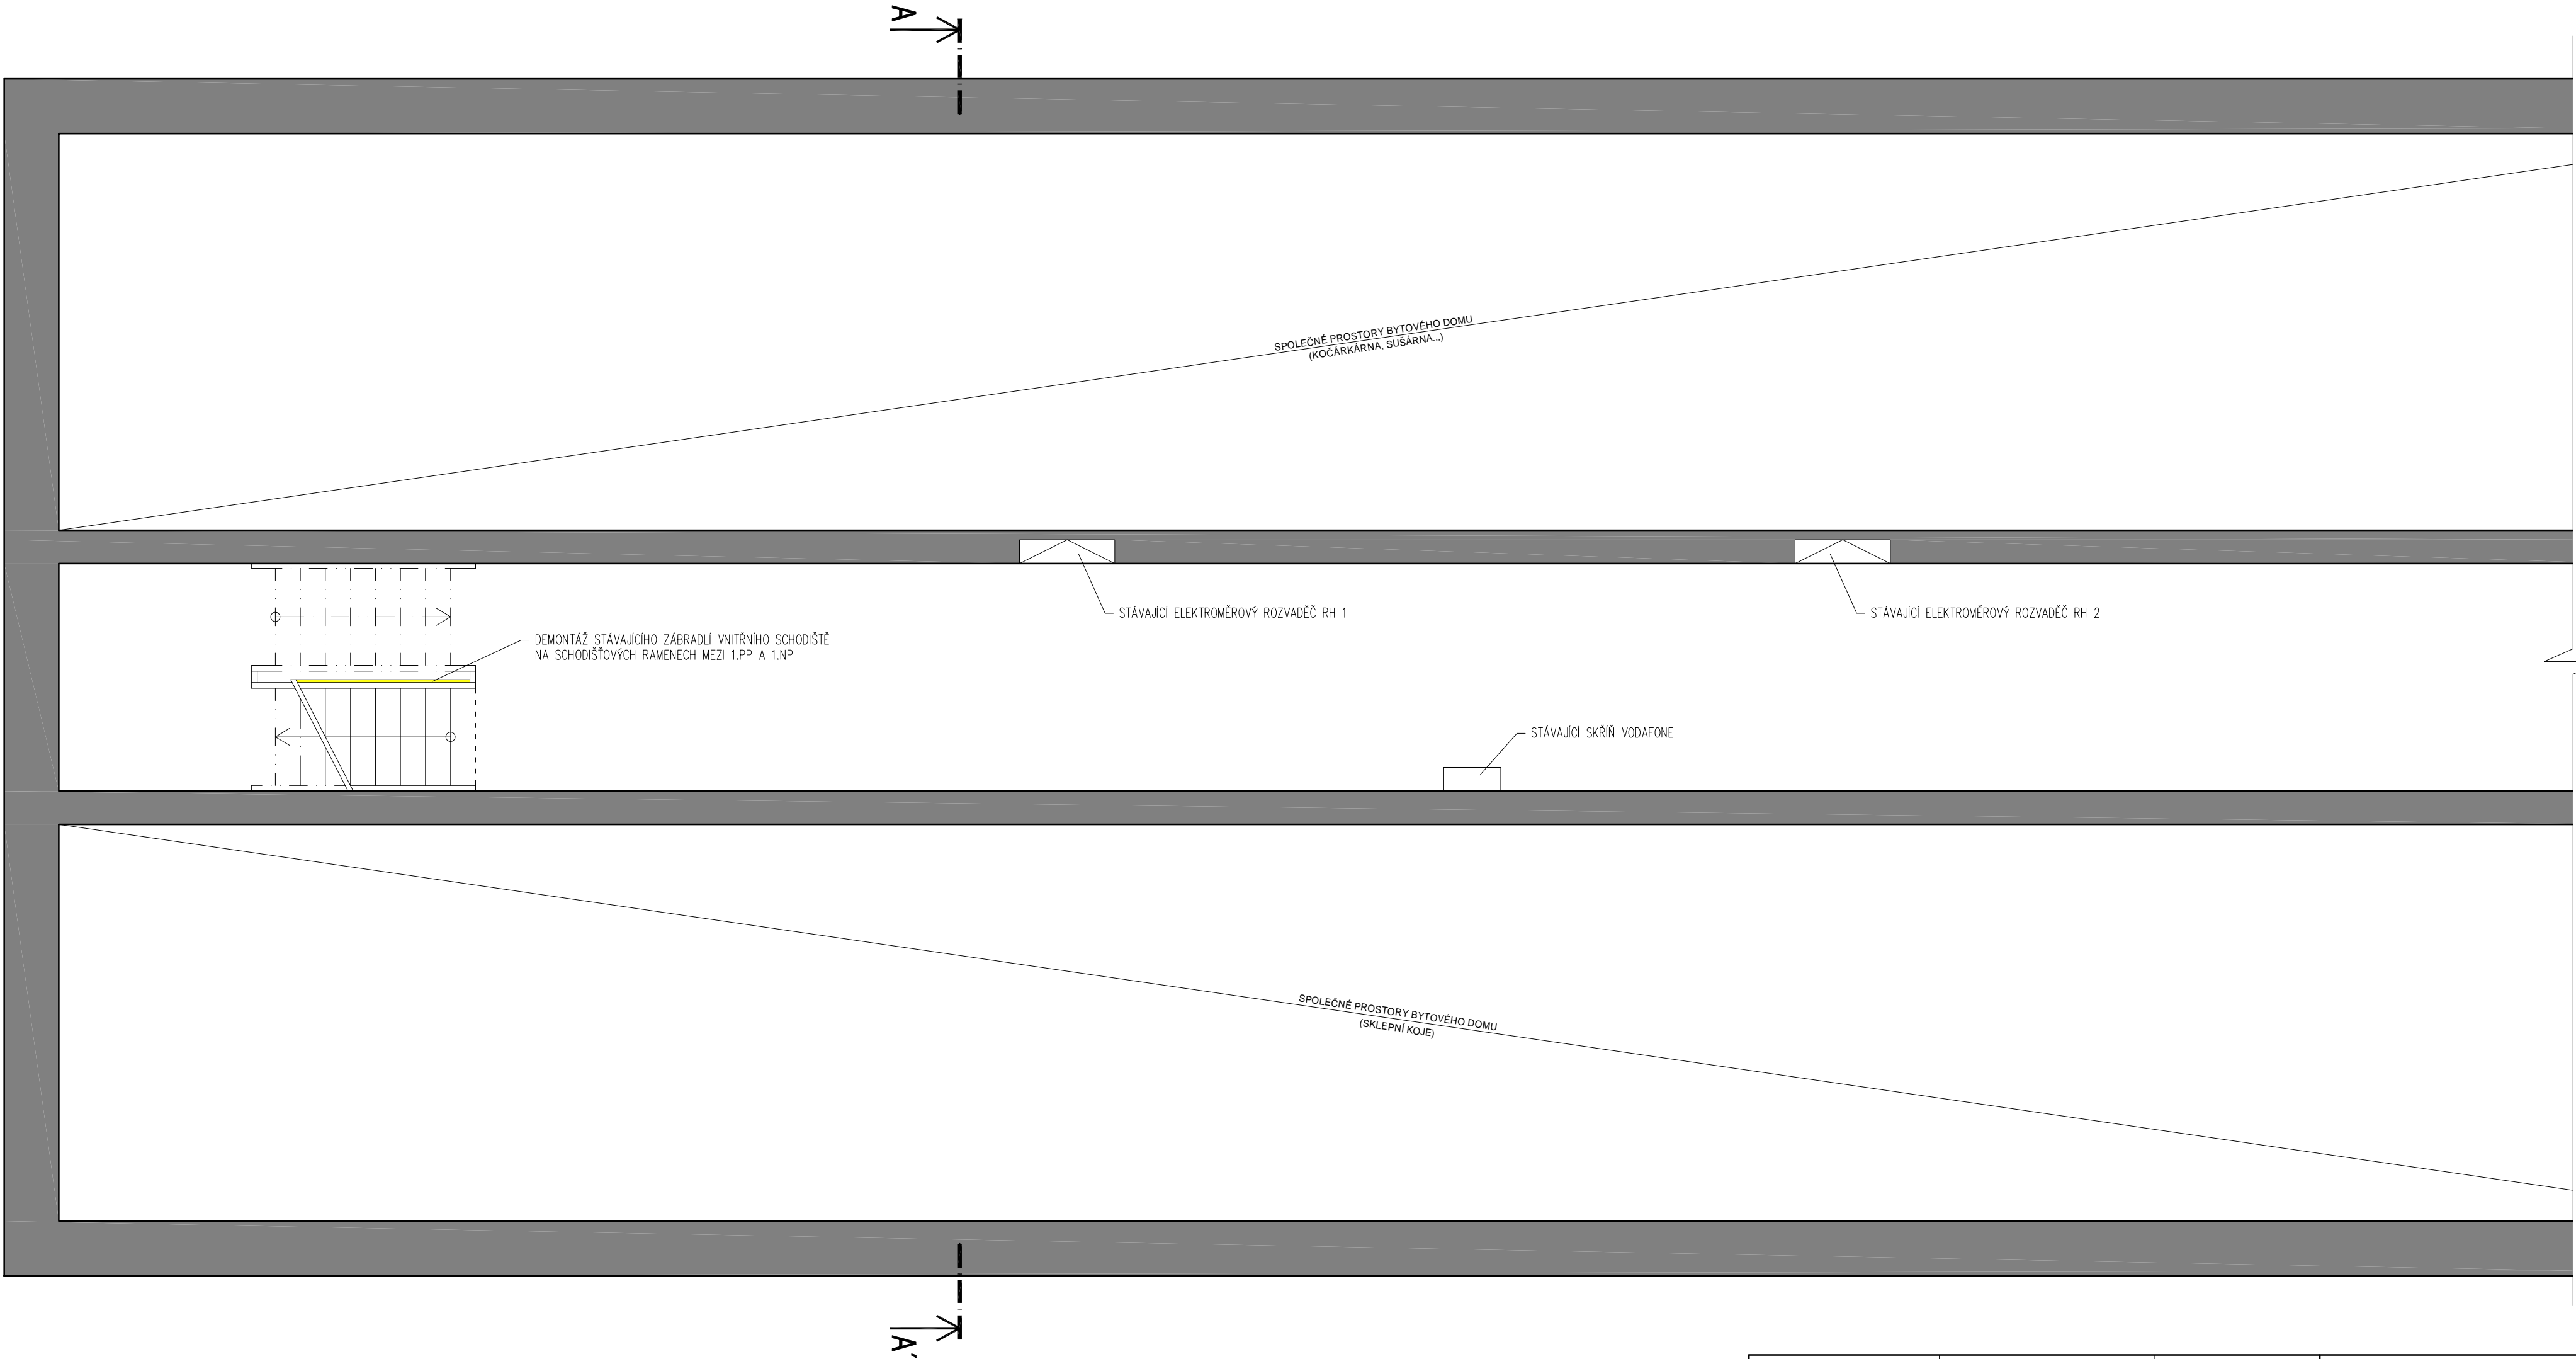 A
SPOLEČNÉ PROSTORY BYTOVÉHO DOMU
(KOČÁRKÁRNA, SUŠÁRNA...)
STÁVAJÍCÍ ELEKTROMĚROVÝ ROZVADĚČ RH 1
STÁVAJÍCÍ ELEKTROMĚROVÝ ROZVADĚČ RH 2
DEMONTÁŽ STÁVAJÍCÍHO ZÁBRADLÍ VNITŘNÍHO SCHODIŠTĚ
NA SCHODIŠŤOVÝCH RAMENECH MEZI 1.PP A 1.NP
STÁVAJÍCÍ SKŘÍŇ VODAFONE
SPOLEČNÉ PROSTORY BYTOVÉHO DOMU
(SKLEPNÍ KOJE)
A'